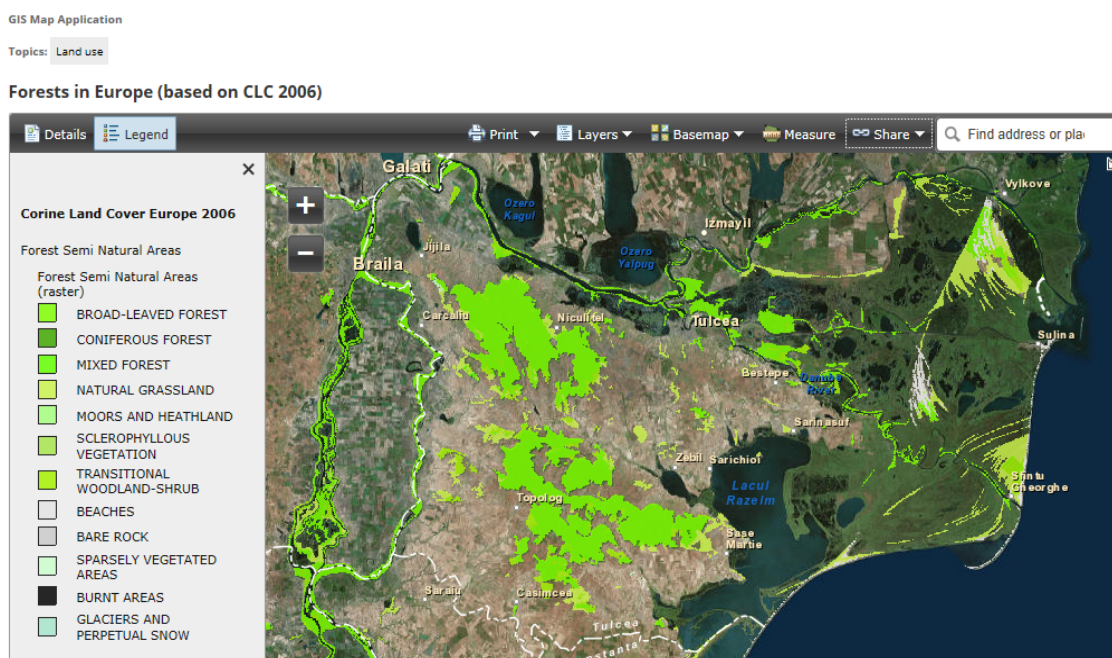 GIS Map Application
Topics: Land use
Forests in Europe (based on CLC 2006)
Details Legend Print Layers Basemap Measure Share Find address or pla
Corine Land Cover Europe 2006
Forest Semi Natural Areas
Forest Semi Natural Areas
(raster)
BROAD-LEAVED FOREST
CONIFEROUS FOREST
MIXED FOREST
NATURAL GRASSLAND
MOORS AND HEATHLAND
SCLEROPHYLLOUS
VEGETATION
TRANSITIONAL
WOODLAND-SHRUB
BEACHES
BARE ROCK
SPARSELY VEGETATED
AREAS
BURNT AREAS
GLACIERS AND
PERPETUAL SNOW
Galati
Vylkove
Ozero
Kagul
Izmayil
Jijila
Ozero
Yalpug
Braila
Carcaliu
Niculitel
Tulcea
Sulina
Bestepe
Danube
River
Sarinasuf
Zebil
Sarichioi
Lacul
Razelm
Sfintu
Gheorghe
Topolog
Sase
Martie
Saraiu
Casimcea
Tulcea